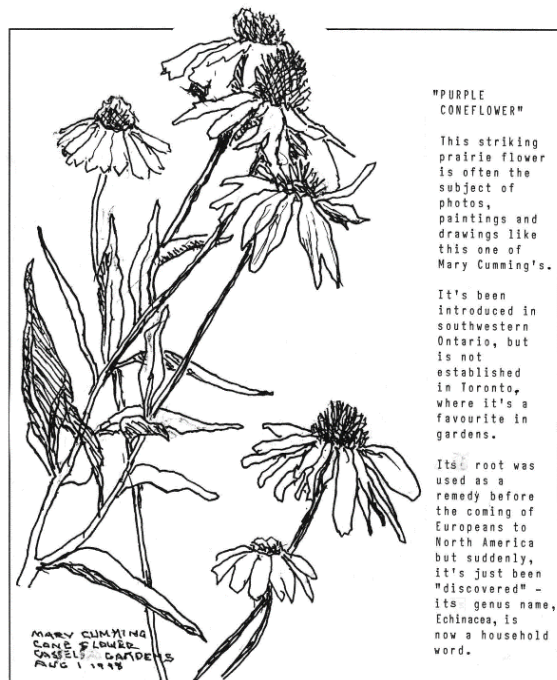 "PURPLE
CONEFLOWER"
This striking
prairie flower
is often the
subject of
photos,
paintings and
drawings like
this one of
Mary Cumming's.
It's been
introduced in
southwestern
Ontario, but
is not
established
in Toronto,
where it's a
favourite in
gardens.
Its root was
used as a
remedy before
the coming of
Europeans to
North America
but suddenly,
it's just been
"discovered" -
its genus name,
Echinacea, is
now a household
word.
MARY CUMMING
CONE FLOWER
CASSELS GARDENS
AUG 1 1998